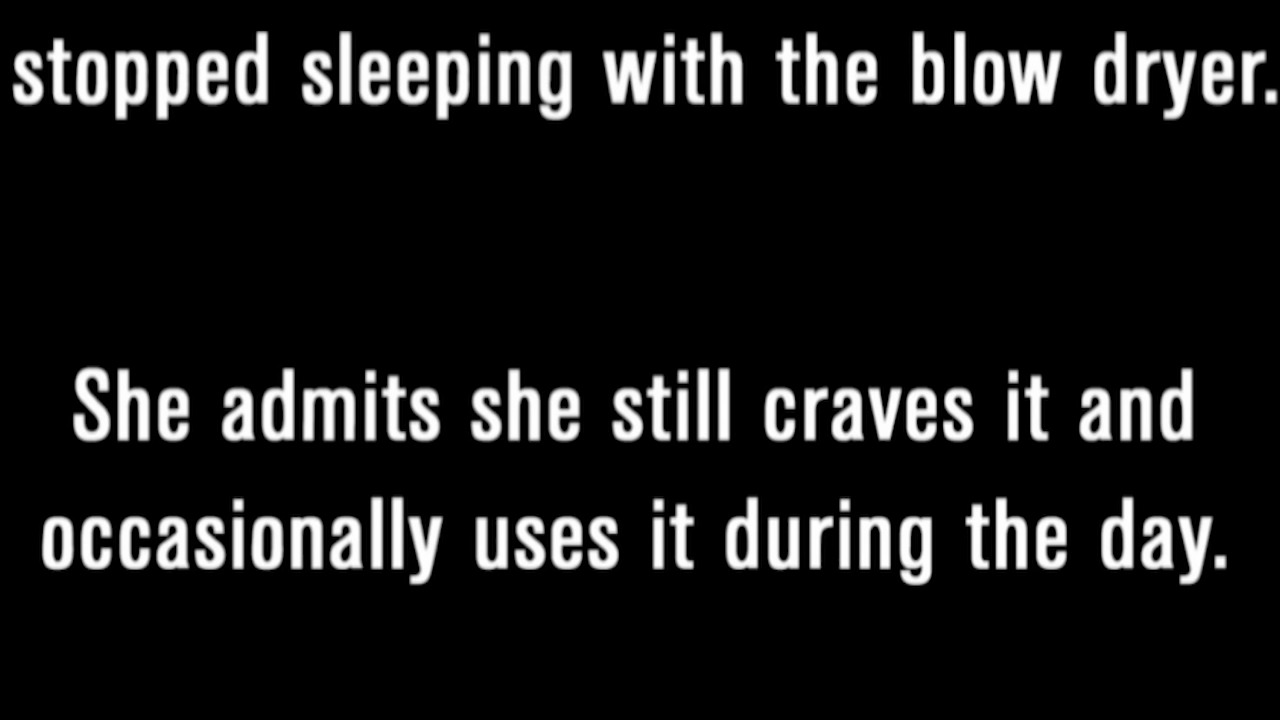 stopped sleeping with the blow dryer.
She admits she still craves it and
occasionally uses it during the day.